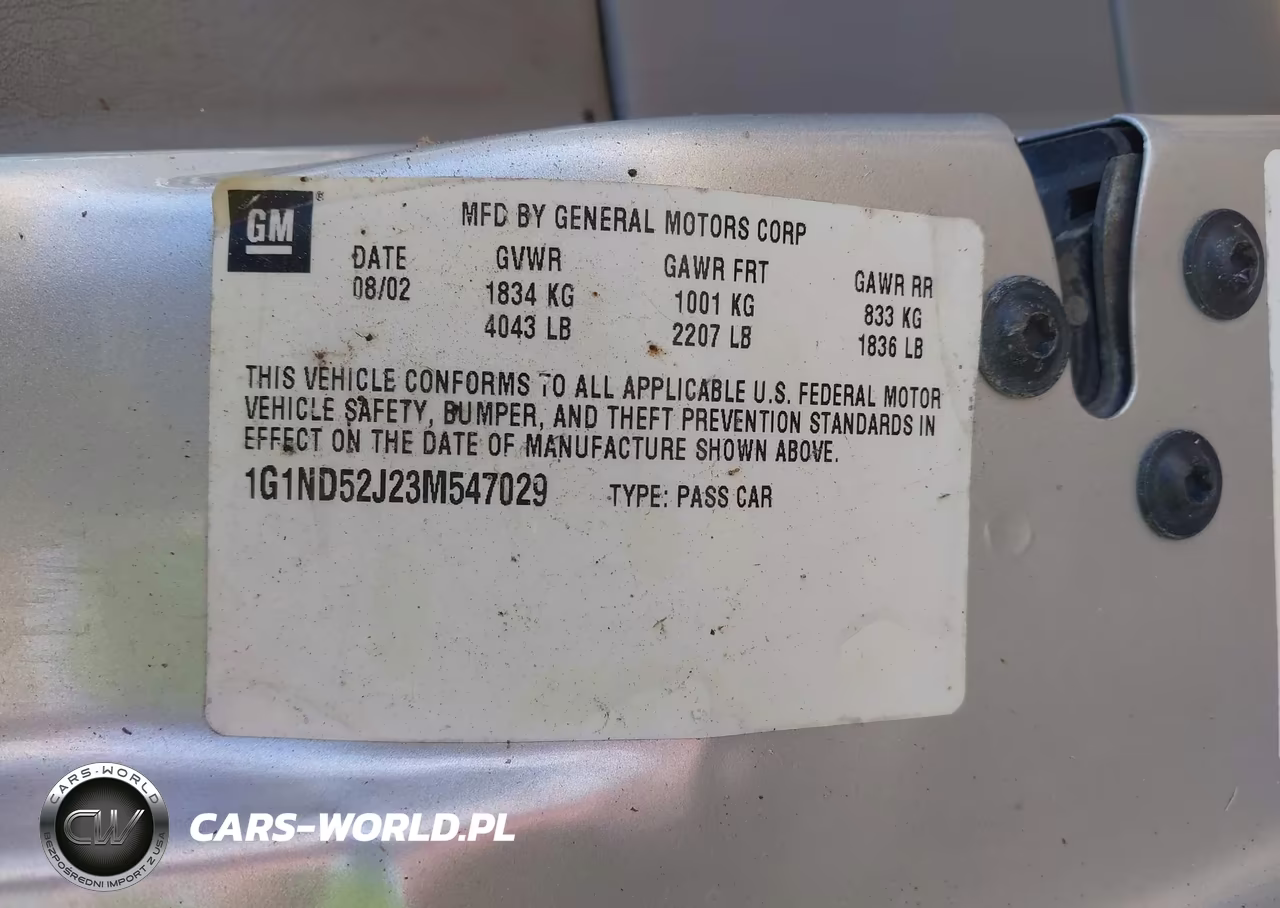 GM®
MFD BY GENERAL MOTORS CORP
DATE GVWR GAWR FRT GAWR RR
08/02 1834 KG 1001 KG 833 KG
4043 LB 2207 LB 1836 LB
THIS VEHICLE CONFORMS TO ALL APPLICABLE U.S. FEDERAL MOTOR
VEHICLE SAFETY, BUMPER, AND THEFT PREVENTION STANDARDS IN
EFFECT ON THE DATE OF MANUFACTURE SHOWN ABOVE.
1G1ND52J23M547029 TYPE: PASS CAR
CARS-WORLD
CW
BEZPOŚREDNI IMPORT Z USA
CARS-WORLD.PL